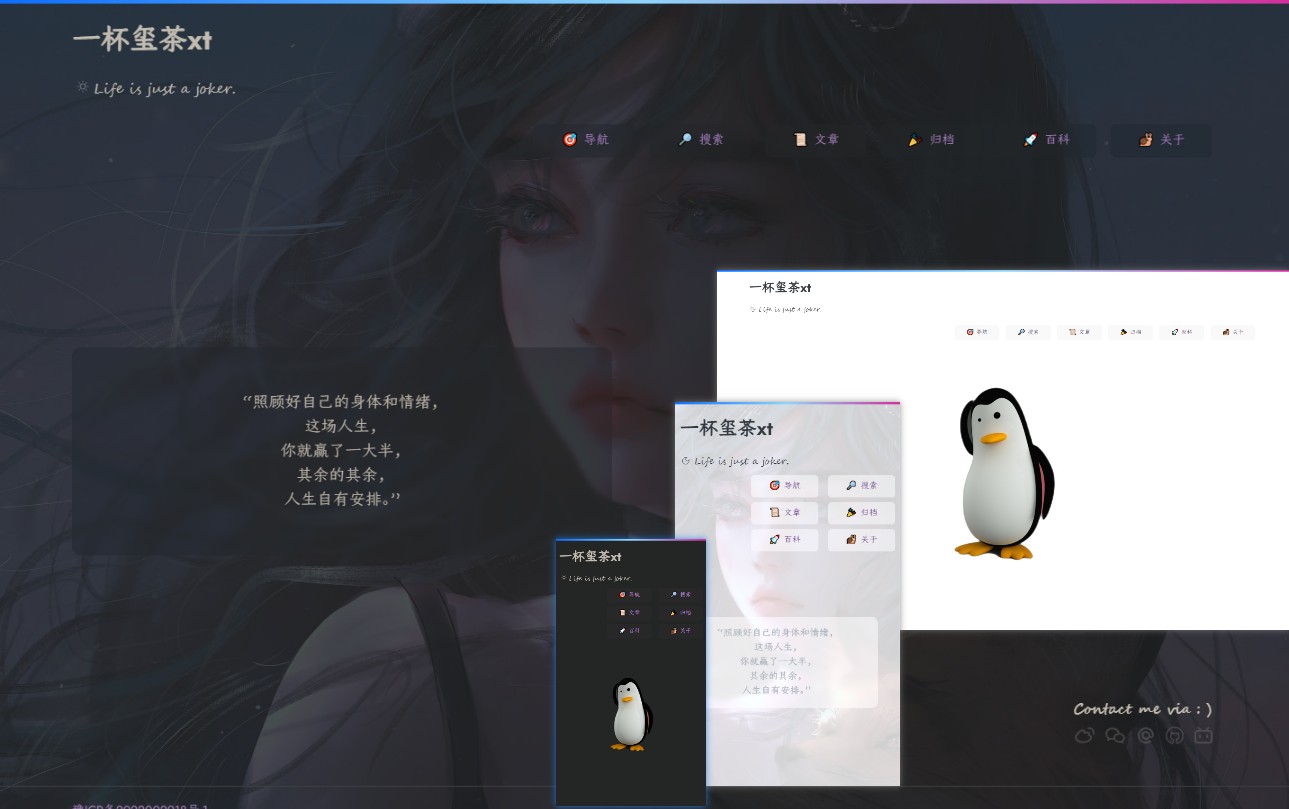 一杯玺茶xt
Life is just a joker.
导航 搜索 文章 归档 百科 关于
“照顾好自己的身体和情绪，
这场人生，
你就赢了一大半，
其余的其余，
人生自有安排。”
一杯玺茶xt
Life is just a joker.
导航 搜索 文章 归档 百科 关于
一杯玺茶xt
Life is just a joker.
导航 搜索
文章 归档
百科 关于
“照顾好自己的身体和情绪，
这场人生，
你就赢了一大半，
其余的其余，
人生自有安排。”
一杯玺茶xt
Life is just a joker.
导航 搜索
文章 归档
百科 关于
Contact me via : )